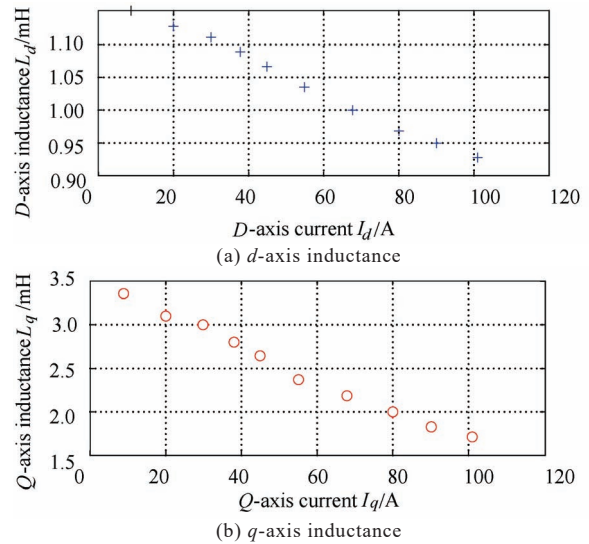 1.10
1.05
1.00
0.95
0.90
D-axis inductance L_d/mH
0 20 40 60 80 100 120
D-axis current I_d/A
(a) d-axis inductance
3.5
3.0
2.5
2.0
1.5
Q-axis inductance L_q/mH
0 20 40 60 80 100 120
Q-axis current I_q/A
(b) q-axis inductance